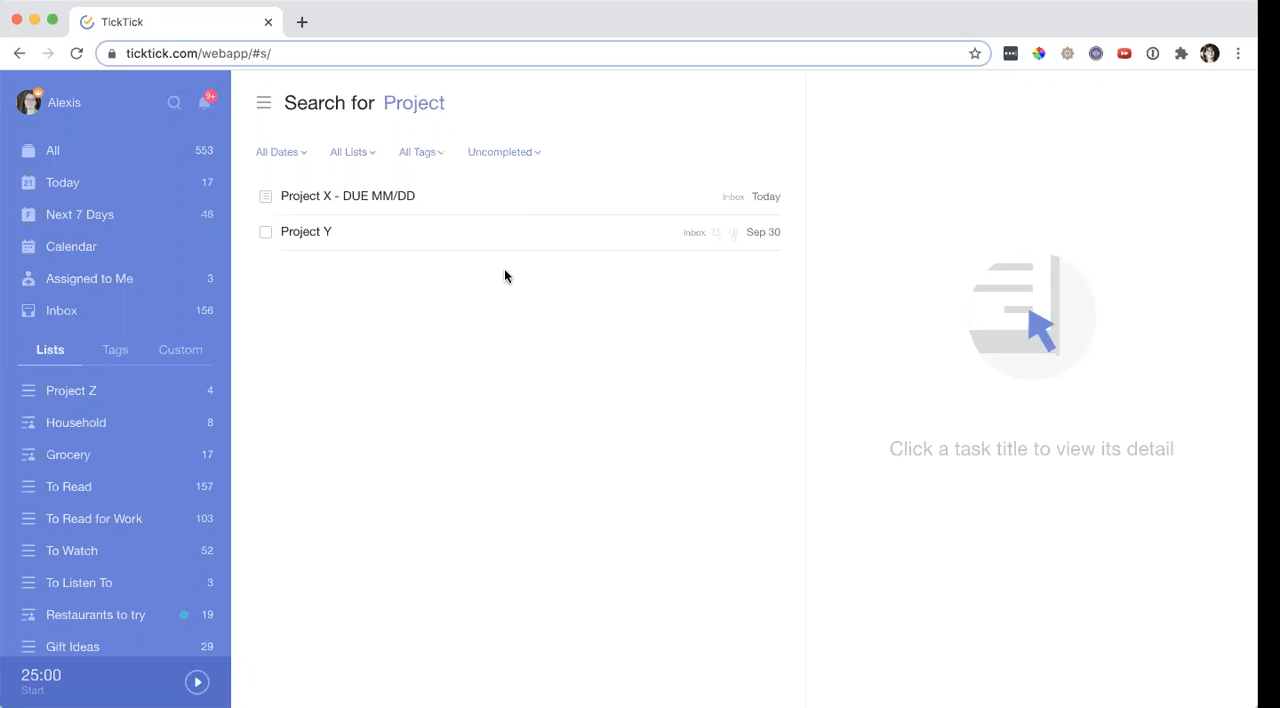 TickTick
ticktick.com/webapp/#s/
Alexis
9+
All 553
21 Today 17
F Next 7 Days 46
Calendar
Assigned to Me 3
Inbox 156
Lists Tags Custom
Project Z 4
Household 8
Grocery 17
To Read 157
To Read for Work 103
To Watch 52
To Listen To 3
Restaurants to try 19
Gift Ideas 29
25:00
Start
Search for Project
All Dates All Lists All Tags Uncompleted
Project X - DUE MM/DD Inbox Today
Project Y Inbox Sep 30
Click a task title to view its detail